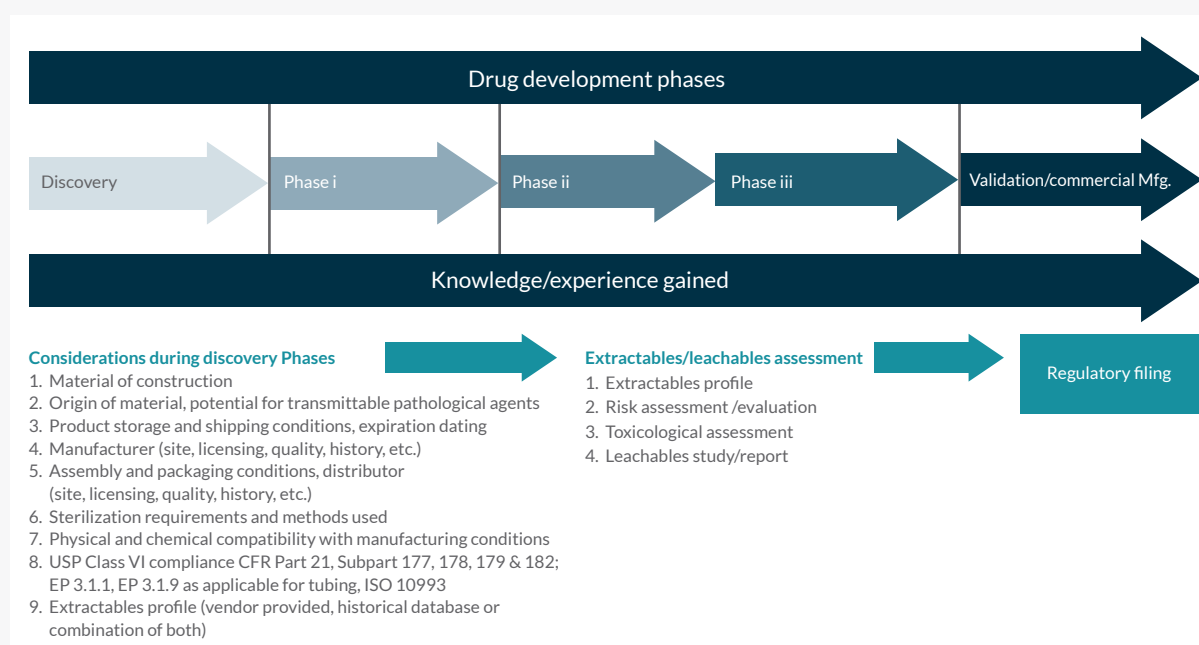 Drug development phases
Discovery
Phase i
Phase ii
Phase iii
Validation/commercial Mfg.
Knowledge/experience gained
Considerations during discovery Phases
1. Material of construction
2. Origin of material, potential for transmittable pathological agents
3. Product storage and shipping conditions, expiration dating
4. Manufacturer (site, licensing, quality, history, etc.)
5. Assembly and packaging conditions, distributor
(site, licensing, quality, history, etc.)
6. Sterilization requirements and methods used
7. Physical and chemical compatibility with manufacturing conditions
8. USP Class VI compliance CFR Part 21, Subpart 177, 178, 179 & 182;
EP 3.1.1, EP 3.1.9 as applicable for tubing, ISO 10993
9. Extractables profile (vendor provided, historical database or
combination of both)
Extractables/leachables assessment
1. Extractables profile
2. Risk assessment /evaluation
3. Toxicological assessment
4. Leachables study/report
Regulatory filing